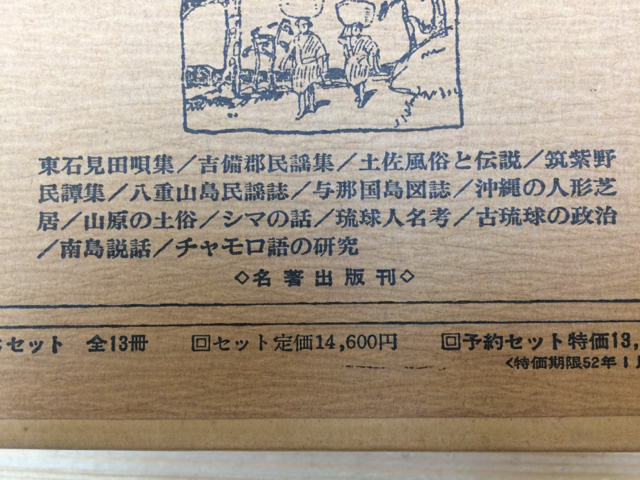 東石見田唄集／吉備郡民謡集／土佐風俗と伝説／筑紫野
民譚集／八重山島民謡誌／与那国島図誌／沖縄の人形芝
居／山原の土俗／シマの話／琉球人名考／古琉球の政治
／南島説話／チャモロ語の研究
◇名著出版刊◇
セット 全13冊 回セット定価14,600円 回予約セット特価13,
<特価期限52年1月